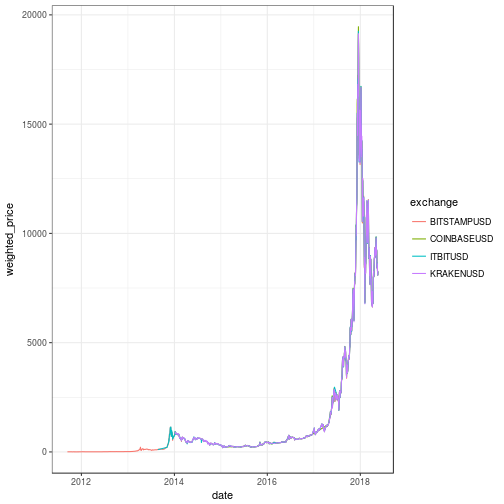 20000
15000
10000
5000
0
weighted_price
2012
2014
2016
2018
date
exchange
BITSTAMPUSD
COINBASEUSD
ITBITUSD
KRAKENUSD